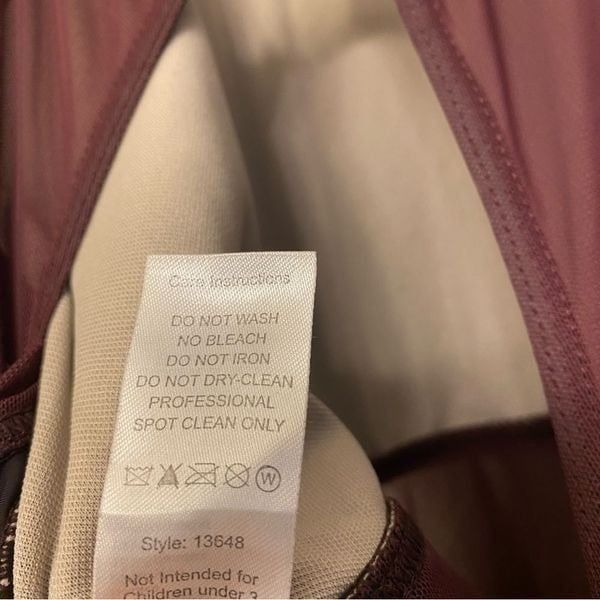 Care Instructions
DO NOT WASH
NO BLEACH
DO NOT IRON
DO NOT DRY-CLEAN
PROFESSIONAL
SPOT CLEAN ONLY
W
Style: 13648
Not Intended for
Children under 3